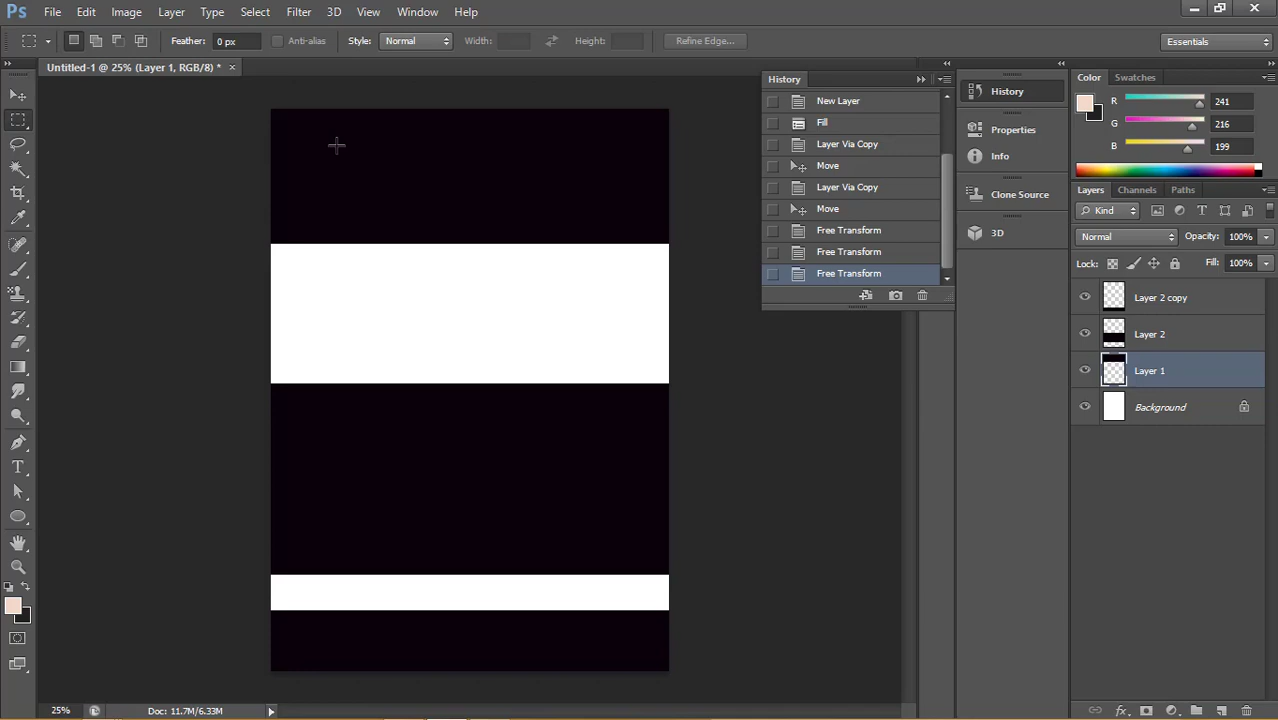 Ps File Edit Image Layer Type Select Filter 3D View Window Help
Feather: 0 px Anti-alias Style: Normal Width: Height: Refine Edge... Essentials
Untitled-1 @ 25% (Layer 1, RGB/8) * ×
History
New Layer
Fill
Layer Via Copy
Move
Layer Via Copy
Move
Free Transform
Free Transform
Free Transform
History
Properties
Info
Clone Source
3D
Color Swatches
R 241
G 216
B 199
Layers Channels Paths
Kind
Normal Opacity: 100%
Lock: Fill: 100%
Layer 2 copy
Layer 2
Layer 1
Background
25% Doc: 11.7M/6.33M